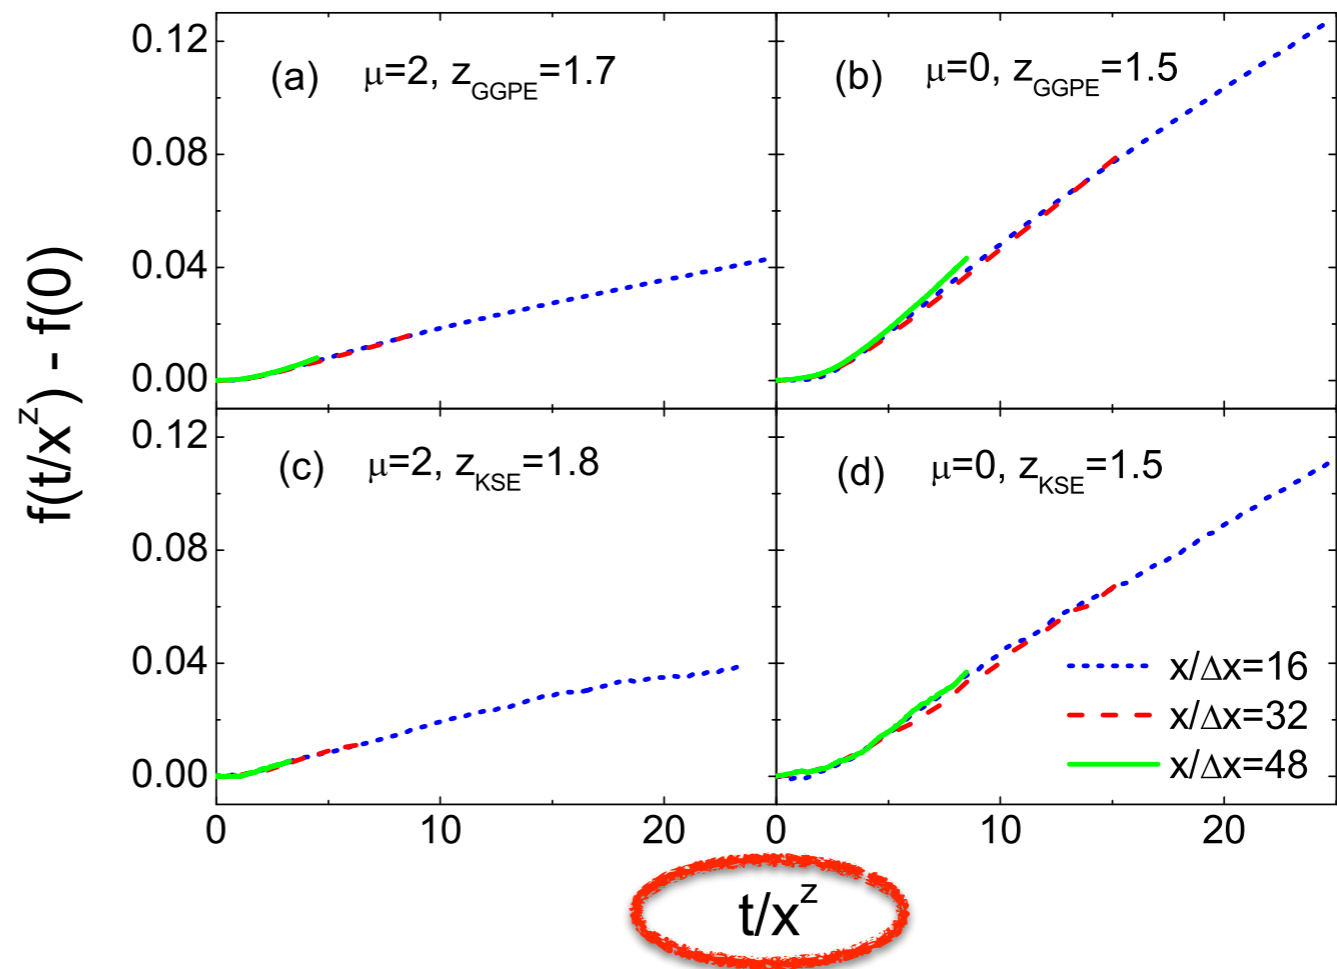 f(t/x^z) - f(0)
0.12
0.08
0.04
0.00
(a) μ=2, z_GGPE=1.7
(b) μ=0, z_GGPE=1.5
0.12
0.08
0.04
0.00
(c) μ=2, z_KSE=1.8
(d) μ=0, z_KSE=1.5
x/Δx=16
x/Δx=32
x/Δx=48
0 10 20 0 10 20
t/x^z